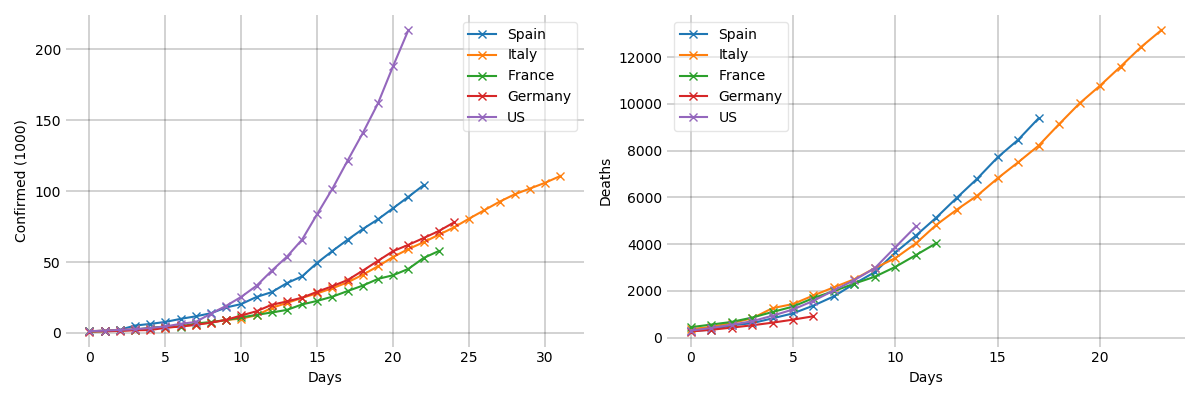 Confirmed (1000)
200
150
100
50
0
0 5 10 15 20 25 30
Days
Spain
Italy
France
Germany
US
Deaths
12000
10000
8000
6000
4000
2000
0
0 5 10 15 20
Days
Spain
Italy
France
Germany
US